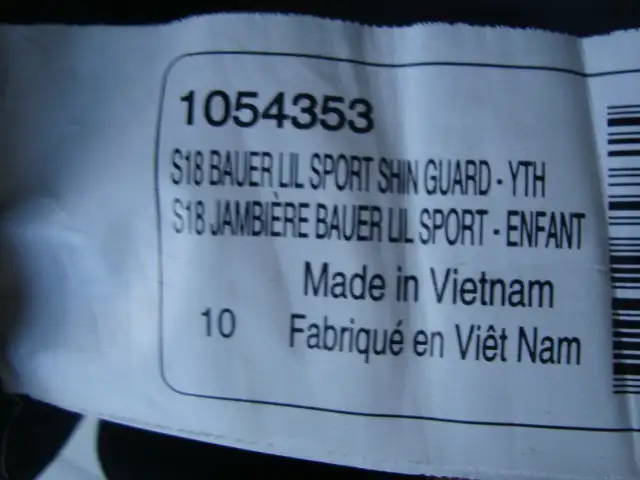 1054353
S18 BAUER LIL SPORT SHIN GUARD - YTH
S18 JAMBIÈRE BAUER LIL SPORT - ENFANT
Made in Vietnam
10 Fabriqué en Viêt Nam